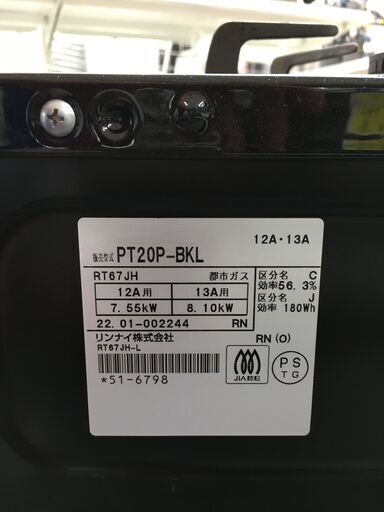 PT20P-BKL
12A・13A
RT67JH 都市ガス
12A用 13A用
7.55kW 8.10kW
区分名 C
効率56.3%
区分名 J
効率 180Wh
22.01-002244 RN
リンナイ株式会社 RN(O)
RT67JH-L
*51-6798
JIA認証
PS
TG